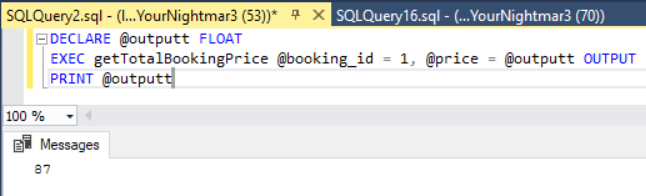 SQLQuery2.sql - (l...YourNightmar3 (53))* SQLQuery16.sql - (...YourNightmar3 (70))
DECLARE @outputt FLOAT
EXEC getTotalBookingPrice @booking_id = 1, @price = @outputt OUTPUT
PRINT @outputt
100 %
Messages
87